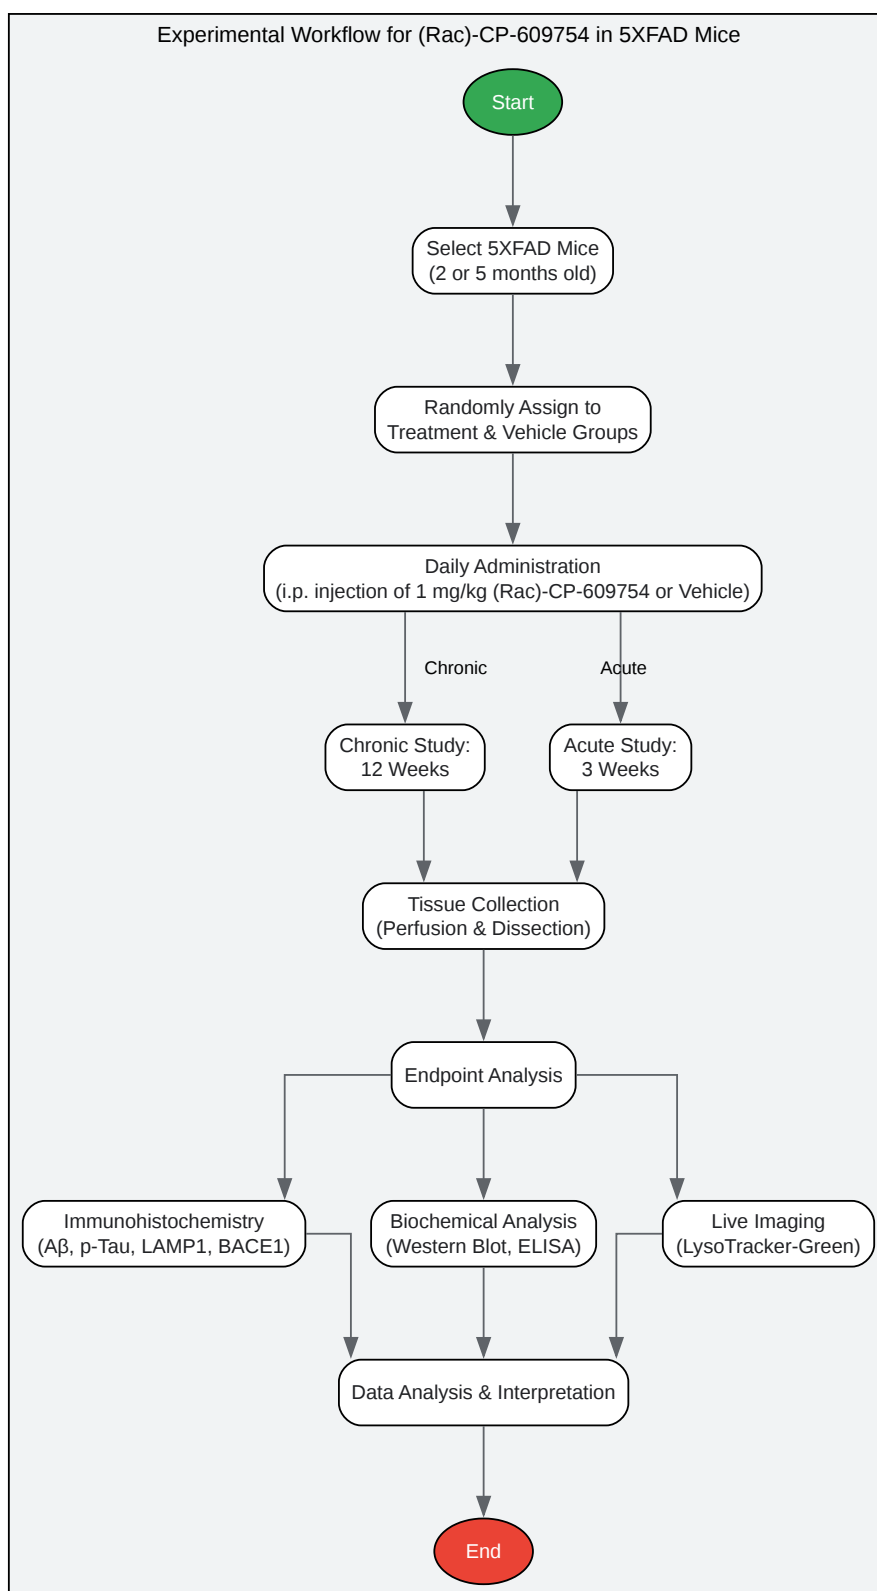 Experimental Workflow for (Rac)-CP-609754 in 5XFAD Mice
Start
Select 5XFAD Mice
(2 or 5 months old)
Randomly Assign to
Treatment & Vehicle Groups
Daily Administration
(i.p. injection of 1 mg/kg (Rac)-CP-609754 or Vehicle)
Chronic
Acute
Chronic Study:
12 Weeks
Acute Study:
3 Weeks
Tissue Collection
(Perfusion & Dissection)
Endpoint Analysis
Immunohistochemistry
(Aβ, p-Tau, LAMP1, BACE1)
Biochemical Analysis
(Western Blot, ELISA)
Live Imaging
(LysoTracker-Green)
Data Analysis & Interpretation
End